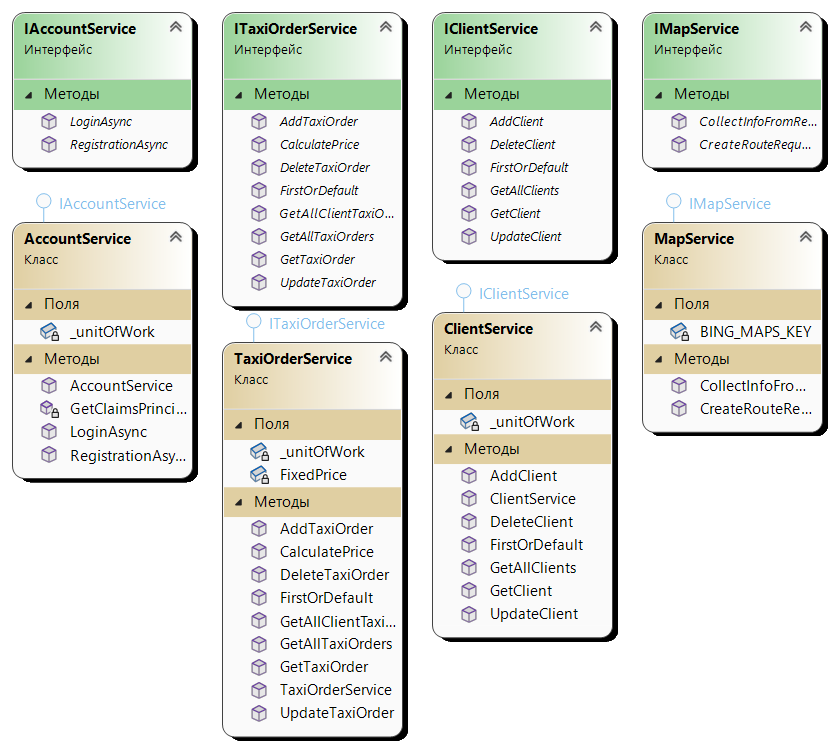 IAccountService
Интерфейс
Методы
LoginAsync
RegistrationAsync
IAccountService
AccountService
Класс
Поля
_unitOfWork
Методы
AccountService
GetClaimsPrinci...
LoginAsync
RegistrationAsy...
ITaxiOrderService
Интерфейс
Методы
AddTaxiOrder
CalculatePrice
DeleteTaxiOrder
FirstOrDefault
GetAllClientTaxiO...
GetAllTaxiOrders
GetTaxiOrder
UpdateTaxiOrder
ITaxiOrderService
TaxiOrderService
Класс
Поля
_unitOfWork
FixedPrice
Методы
AddTaxiOrder
CalculatePrice
DeleteTaxiOrder
FirstOrDefault
GetAllClientTaxi...
GetAllTaxiOrders
GetTaxiOrder
TaxiOrderService
UpdateTaxiOrder
IClientService
Интерфейс
Методы
AddClient
DeleteClient
FirstOrDefault
GetAllClients
GetClient
UpdateClient
IClientService
ClientService
Класс
Поля
_unitOfWork
Методы
AddClient
ClientService
DeleteClient
FirstOrDefault
GetAllClients
GetClient
UpdateClient
IMapService
Интерфейс
Методы
CollectInfoFromRe...
CreateRouteRequ...
IMapService
MapService
Класс
Поля
BING_MAPS_KEY
Методы
CollectInfoFro...
CreateRouteRe...